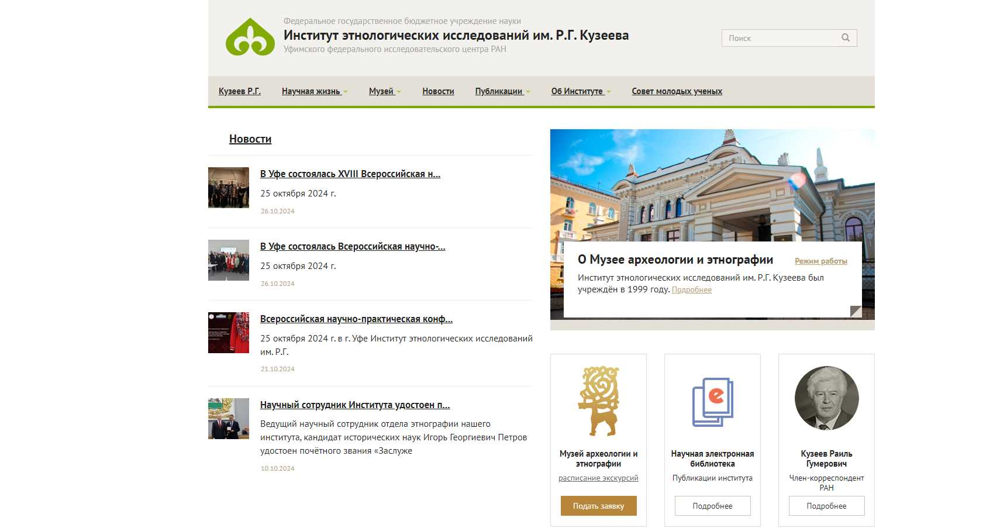 Федеральное государственное бюджетное учреждение науки
Институт этнологических исследований им. Р.Г. Кузеева
Уфимского федерального исследовательского центра РАН
Поиск
Кузеев Р.Г.
Научная жизнь
Музей
Новости
Публикации
Об Институте
Совет молодых ученых
Новости
В Уфе состоялась XVIII Всероссийская н...
25 октября 2024 г.
26.10.2024
В Уфе состоялась Всероссийская научно-...
25 октября 2024 г.
26.10.2024
Всероссийская научно-практическая конф...
25 октября 2024 г. в г. Уфе Институт этнологических исследований
им. Р.Г.
21.10.2024
Научный сотрудник Института удостоен п...
Ведущий научный сотрудник отдела этнографии нашего
института, кандидат исторических наук Игорь Георгиевич Петров
удостоен почётного звания «Заслуже
10.10.2024
О Музее археологии и этнографии
Режим работы
Институт этнологических исследований им. Р.Г. Кузеева был
учреждён в 1999 году. Подробнее
Музей археологии и
этнографии
расписание экскурсий
Подать заявку
Научная электронная
библиотека
Публикации института
Подробнее
Кузеев Раиль
Гумерович
Член-корреспондент
РАН
Подробнее